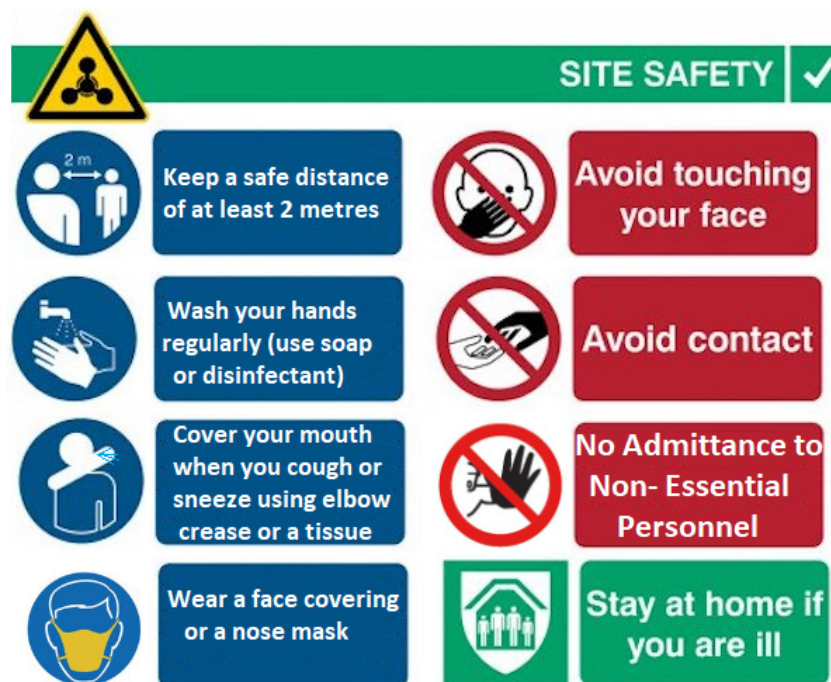 SITE SAFETY
2 m
Keep a safe distance
of at least 2 metres
Avoid touching
your face
Wash your hands
regularly (use soap
or disinfectant)
Avoid contact
Cover your mouth
when you cough or
sneeze using elbow
crease or a tissue
No Admittance to
Non- Essential
Personnel
Wear a face covering
or a nose mask
Stay at home if
you are ill